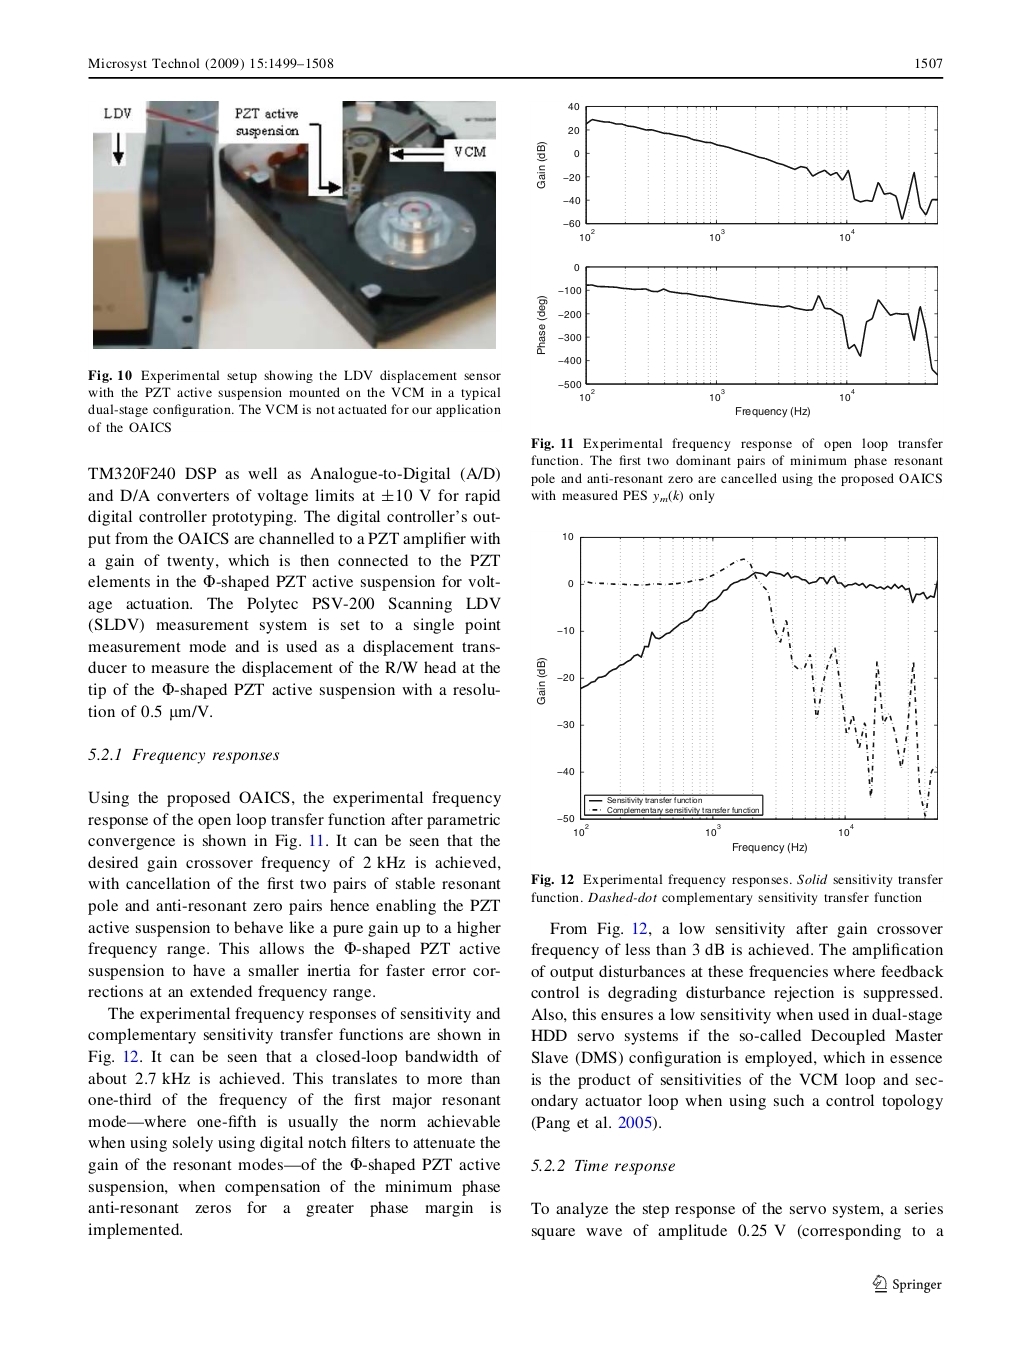 Microsyst Technol (2009) 15:1499–1508
1507
LDV
PZT active
suspension
VCM
Fig. 10 Experimental setup showing the LDV displacement sensor
with the PZT active suspension mounted on the VCM in a typical
dual-stage configuration. The VCM is not actuated for our application
of the OAICS
TM320F240 DSP as well as Analogue-to-Digital (A/D)
and D/A converters of voltage limits at ±10 V for rapid
digital controller prototyping. The digital controller's out-
put from the OAICS are channelled to a PZT amplifier with
a gain of twenty, which is then connected to the PZT
elements in the Φ-shaped PZT active suspension for volt-
age actuation. The Polytec PSV-200 Scanning LDV
(SLDV) measurement system is set to a single point
measurement mode and is used as a displacement trans-
ducer to measure the displacement of the R/W head at the
tip of the Φ-shaped PZT active suspension with a resolu-
tion of 0.5 μm/V.
5.2.1 Frequency responses
Using the proposed OAICS, the experimental frequency
response of the open loop transfer function after parametric
convergence is shown in Fig. 11. It can be seen that the
desired gain crossover frequency of 2 kHz is achieved,
with cancellation of the first two pairs of stable resonant
pole and anti-resonant zero pairs hence enabling the PZT
active suspension to behave like a pure gain up to a higher
frequency range. This allows the Φ-shaped PZT active
suspension to have a smaller inertia for faster error cor-
rections at an extended frequency range.
The experimental frequency responses of sensitivity and
complementary sensitivity transfer functions are shown in
Fig. 12. It can be seen that a closed-loop bandwidth of
about 2.7 kHz is achieved. This translates to more than
one-third of the frequency of the first major resonant
mode—where one-fifth is usually the norm achievable
when using solely using digital notch filters to attenuate the
gain of the resonant modes—of the Φ-shaped PZT active
suspension, when compensation of the minimum phase
anti-resonant zeros for a greater phase margin is
implemented.
40
20
0
−20
−40
−60
Gain (dB)
10² 10³ 10⁴
0
−100
−200
−300
−400
−500
Phase (deg)
10² 10³ 10⁴
Frequency (Hz)
Fig. 11 Experimental frequency response of open loop transfer
function. The first two dominant pairs of minimum phase resonant
pole and anti-resonant zero are cancelled using the proposed OAICS
with measured PES yₘ(k) only
10
0
−10
−20
−30
−40
−50
Gain (dB)
Sensitivity transfer function
Complementary sensitivity transfer function
10² 10³ 10⁴
Frequency (Hz)
Fig. 12 Experimental frequency responses. Solid sensitivity transfer
function. Dashed-dot complementary sensitivity transfer function
From Fig. 12, a low sensitivity after gain crossover
frequency of less than 3 dB is achieved. The amplification
of output disturbances at these frequencies where feedback
control is degrading disturbance rejection is suppressed.
Also, this ensures a low sensitivity when used in dual-stage
HDD servo systems if the so-called Decoupled Master
Slave (DMS) configuration is employed, which in essence
is the product of sensitivities of the VCM loop and sec-
ondary actuator loop when using such a control topology
(Pang et al. 2005).
5.2.2 Time response
To analyze the step response of the servo system, a series
square wave of amplitude 0.25 V (corresponding to a
Springer